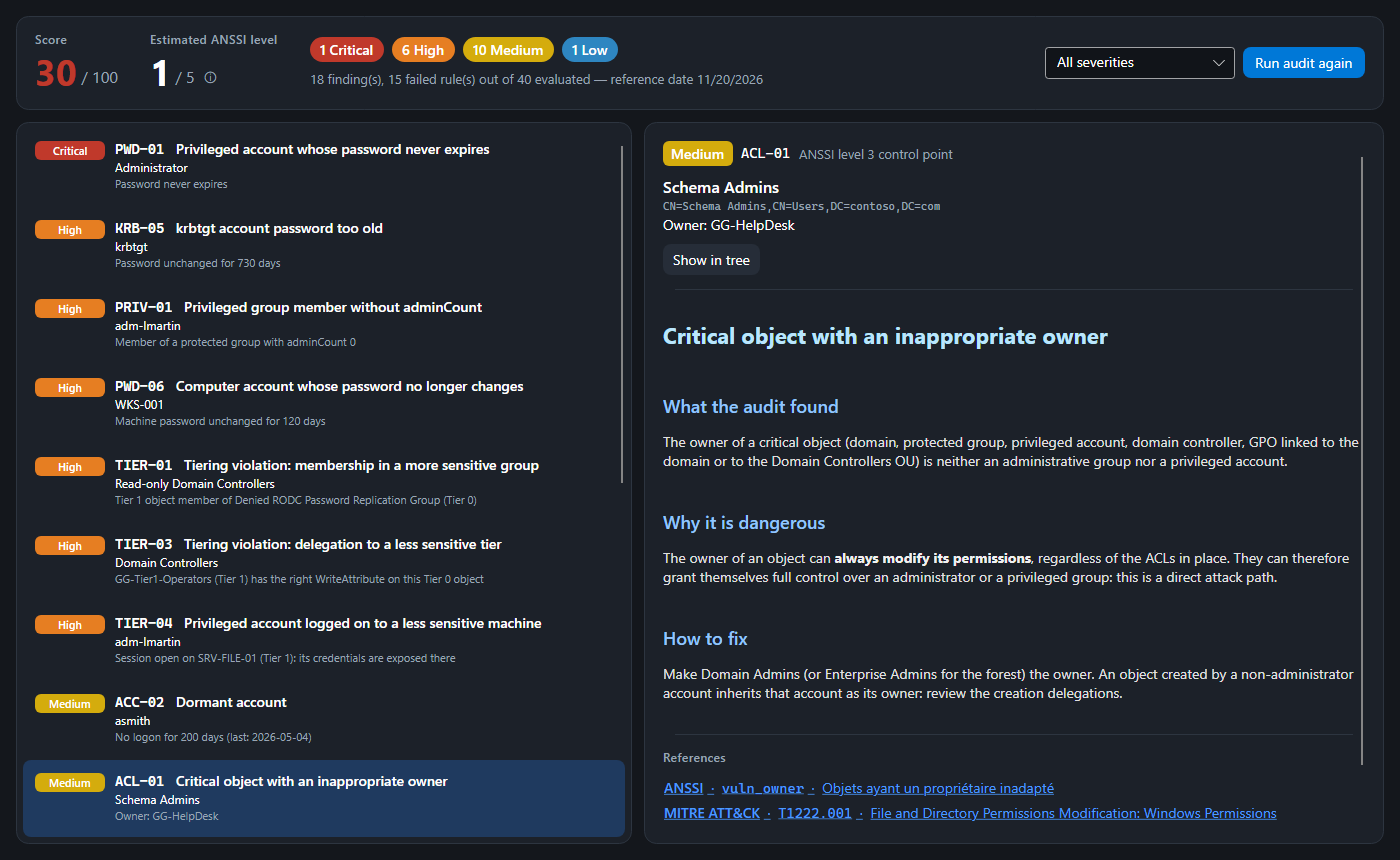 Score
30 / 100
Estimated ANSSI level
1 / 5
1 Critical
6 High
10 Medium
1 Low
18 finding(s), 15 failed rule(s) out of 40 evaluated — reference date 11/20/2026
All severities
Run audit again
Critical
PWD-01 Privileged account whose password never expires
Administrator
Password never expires
High
KRB-05 krbtgt account password too old
krbtgt
Password unchanged for 730 days
High
PRIV-01 Privileged group member without adminCount
adm-lmartin
Member of a protected group with adminCount 0
High
PWD-06 Computer account whose password no longer changes
WKS-001
Machine password unchanged for 120 days
High
TIER-01 Tiering violation: membership in a more sensitive group
Read-only Domain Controllers
Tier 1 object member of Denied RODC Password Replication Group (Tier 0)
High
TIER-03 Tiering violation: delegation to a less sensitive tier
Domain Controllers
GG-Tier1-Operators (Tier 1) has the right WriteAttribute on this Tier 0 object
High
TIER-04 Privileged account logged on to a less sensitive machine
adm-lmartin
Session open on SRV-FILE-01 (Tier 1): its credentials are exposed there
Medium
ACC-02 Dormant account
asmith
No logon for 200 days (last: 2026-05-04)
Medium
ACL-01 Critical object with an inappropriate owner
Schema Admins
Owner: GG-HelpDesk
Medium ACL-01 ANSSI level 3 control point
Schema Admins
CN=Schema Admins,CN=Users,DC=contoso,DC=com
Owner: GG-HelpDesk
Show in tree
Critical object with an inappropriate owner
What the audit found
The owner of a critical object (domain, protected group, privileged account, domain controller, GPO linked to the
domain or to the Domain Controllers OU) is neither an administrative group nor a privileged account.
Why it is dangerous
The owner of an object can always modify its permissions, regardless of the ACLs in place. They can therefore
grant themselves full control over an administrator or a privileged group: this is a direct attack path.
How to fix
Make Domain Admins (or Enterprise Admins for the forest) the owner. An object created by a non-administrator
account inherits that account as its owner: review the creation delegations.
References
ANSSI · vuln_owner · Objets ayant un propriétaire inadapté
MITRE ATT&CK · T1222.001 · File and Directory Permissions Modification: Windows Permissions